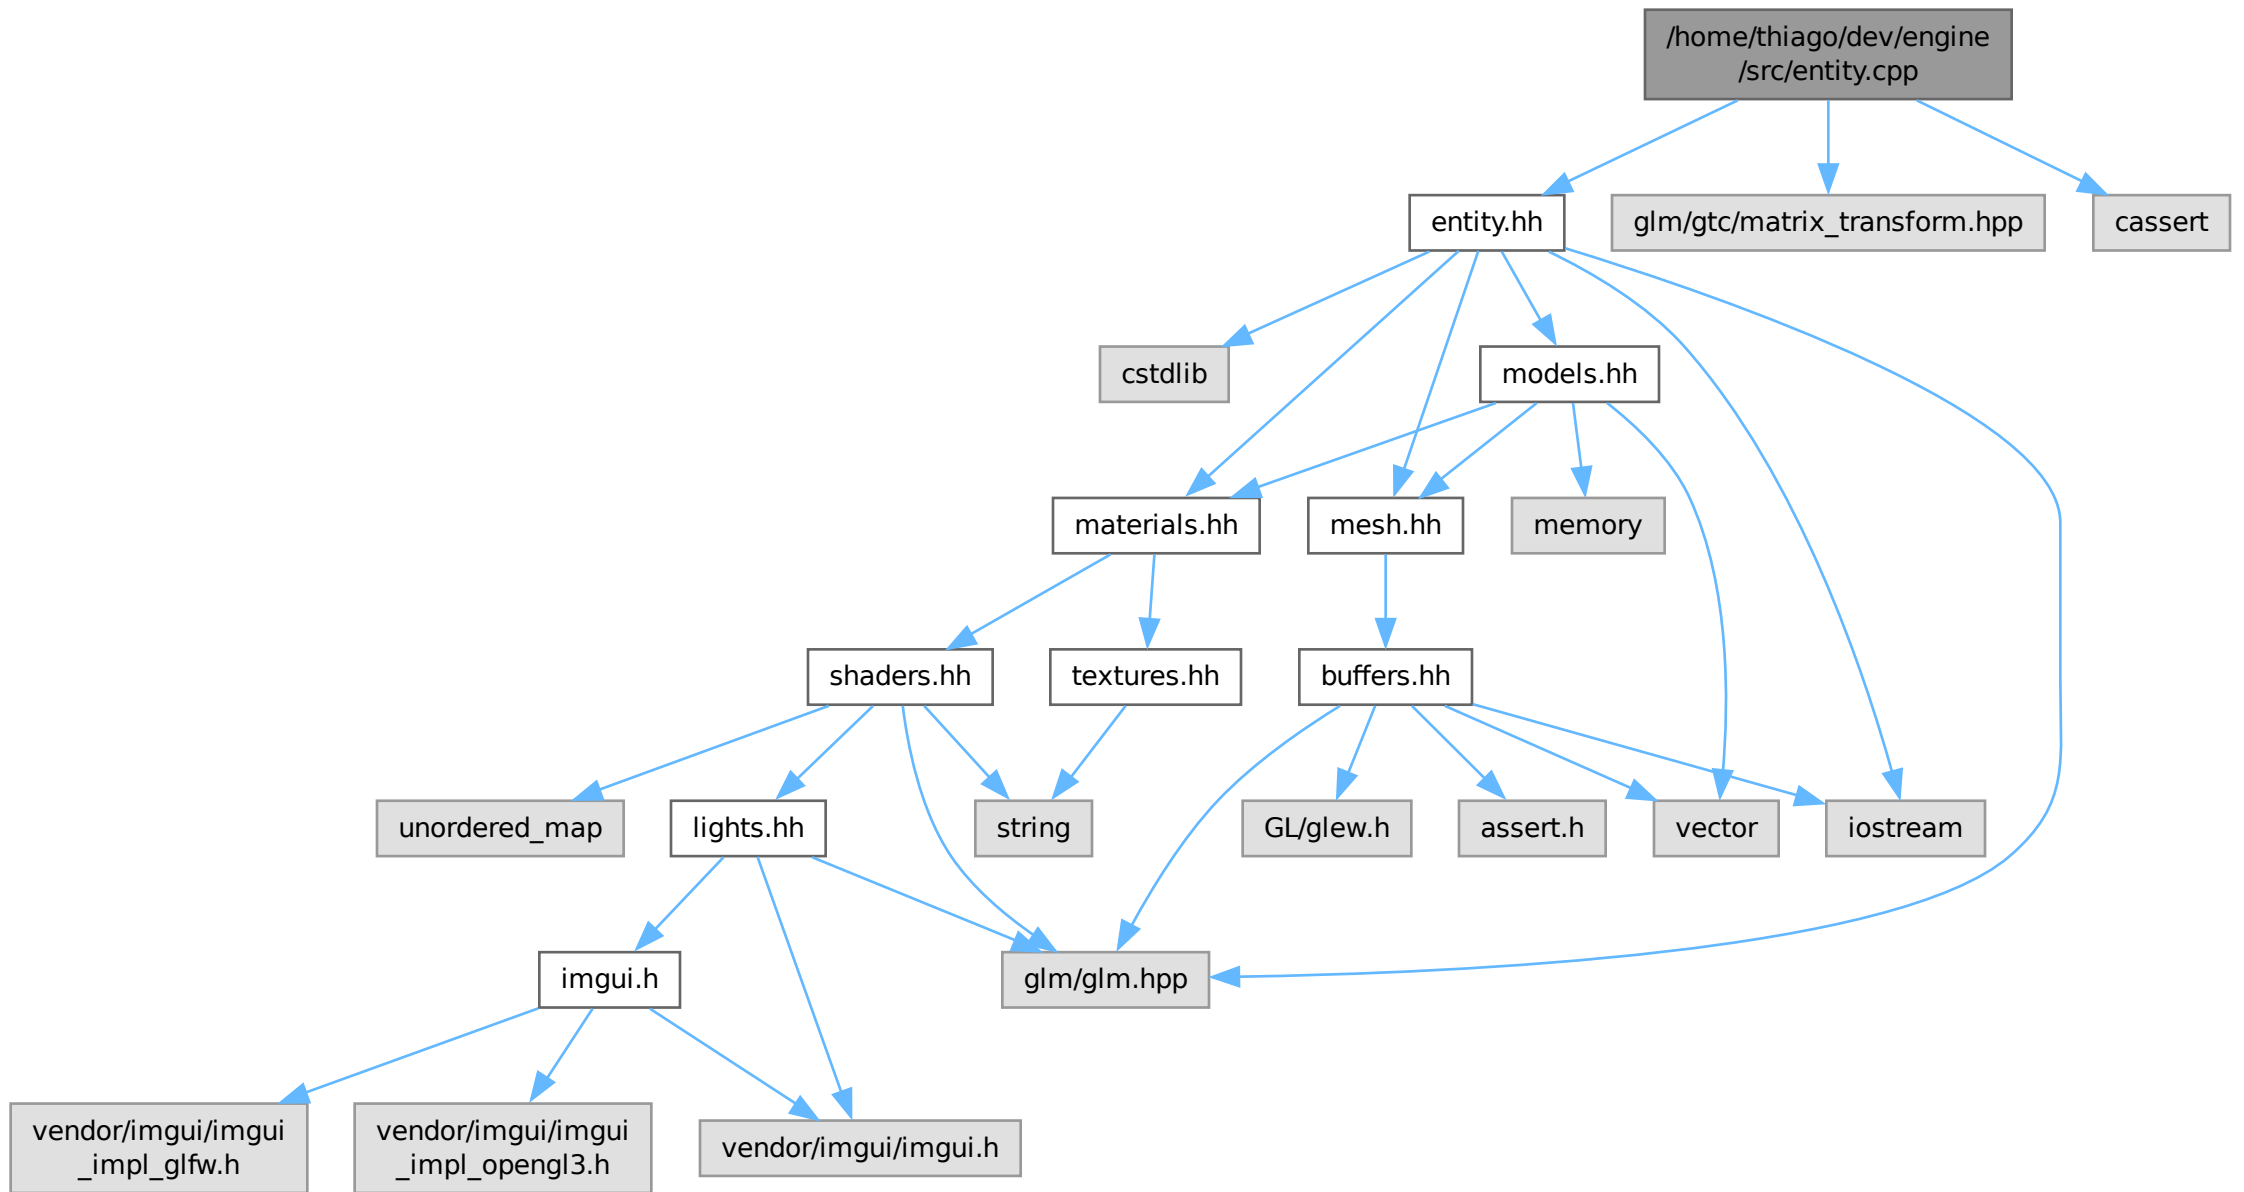 /home/thiago/dev/engine
/src/entity.cpp
entity.hh
glm/gtc/matrix_transform.hpp
cassert
cstdlib
models.hh
materials.hh
mesh.hh
memory
shaders.hh
textures.hh
buffers.hh
unordered_map
lights.hh
string
GL/glew.h
assert.h
vector
iostream
imgui.h
glm/glm.hpp
vendor/imgui/imgui
_impl_glfw.h
vendor/imgui/imgui
_impl_opengl3.h
vendor/imgui/imgui.h